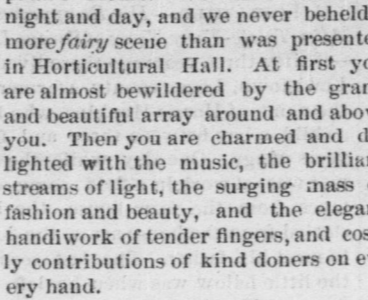 night and day, and we never beheld
more fairy scene than was presente
in Horticultural Hall. At first yo
are almost bewildered by the gran
and beautiful array around and abov
you. Then you are charmed and d
lighted with the music, the brillian
streams of light, the surging mass
fashion and beauty, and the elegan
handiwork of tender fingers, and cos
ly contributions of kind doners on e
ery hand.